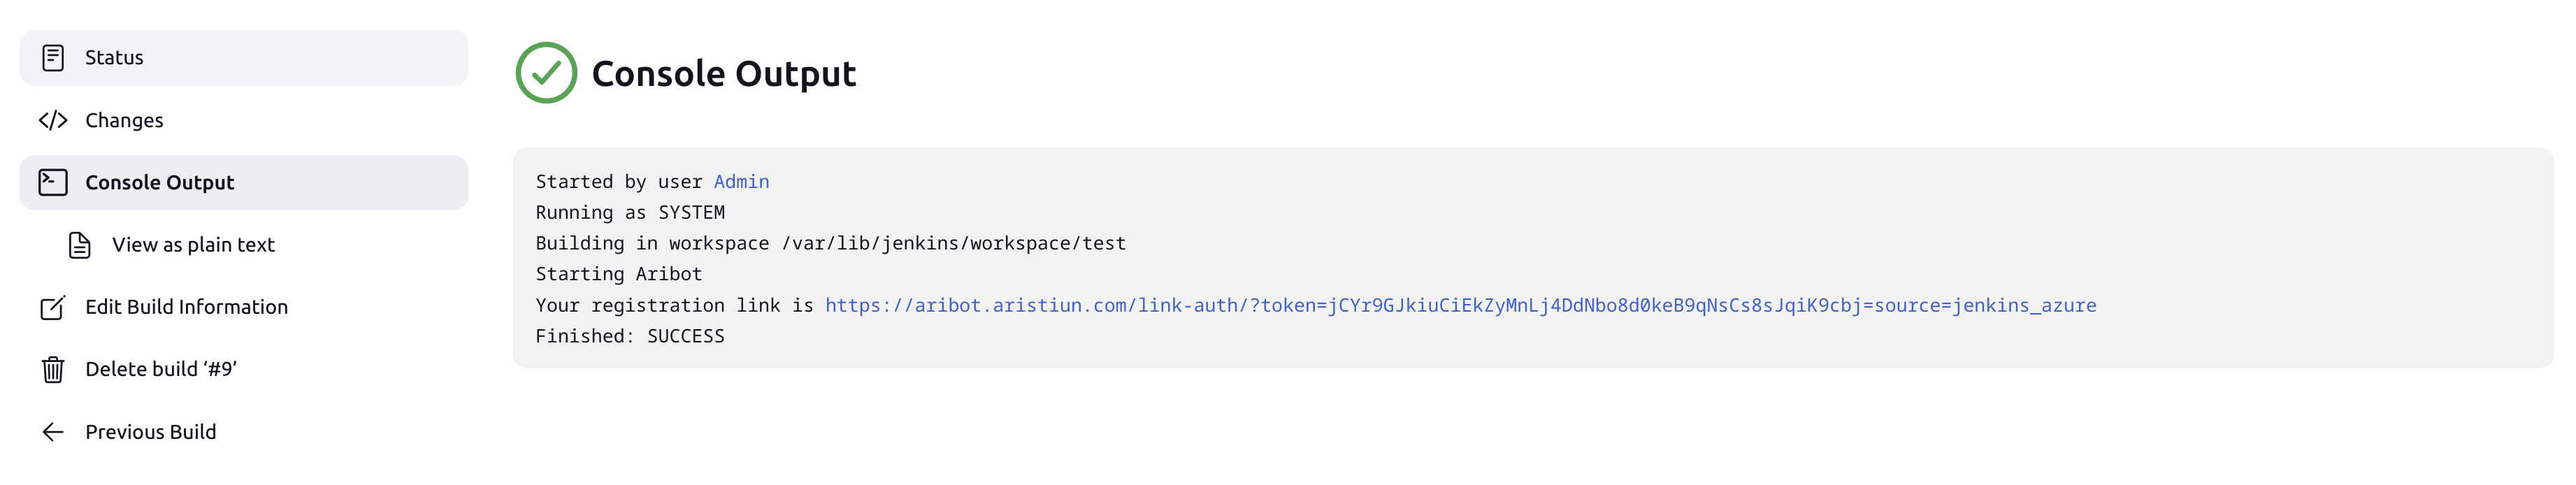 Status
Changes
Console Output
View as plain text
Edit Build Information
Delete build ‘#9’
Previous Build
Console Output
Started by user Admin
Running as SYSTEM
Building in workspace /var/lib/jenkins/workspace/test
Starting Aribot
Your registration link is https://aribot.aristiun.com/link-auth/?token=jCYr9GJkiuCiEkZyMnLj4DdNbo8d0keB9qNsCs8sJqiK9cbj=source=jenkins_azure
Finished: SUCCESS